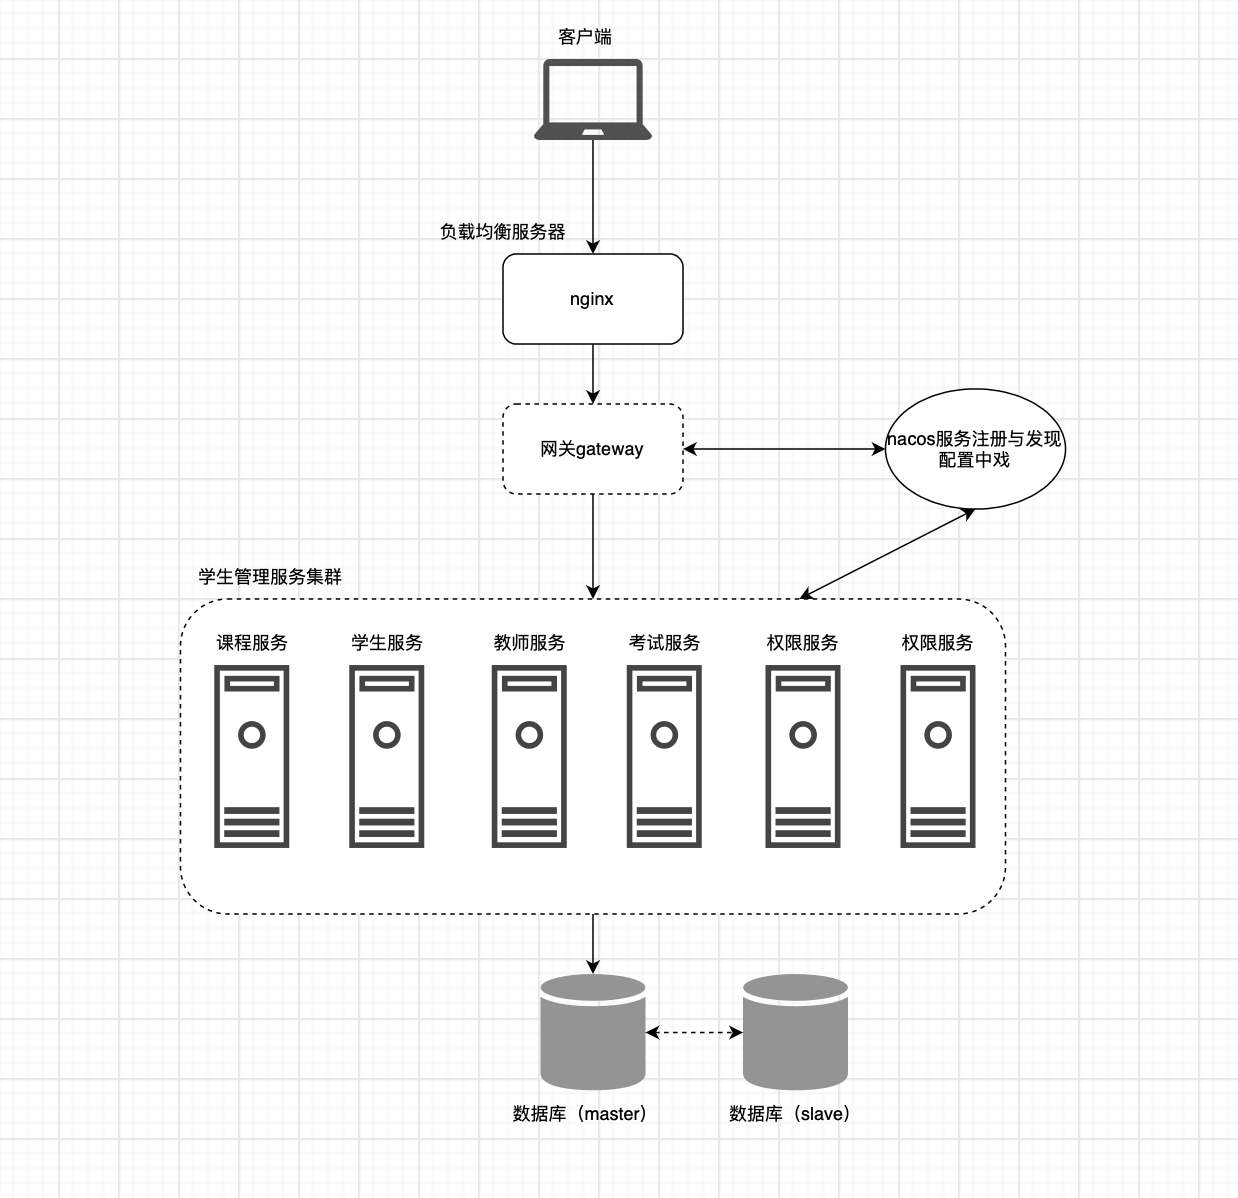 客户端
负载均衡服务器
nginx
网关gateway
nacos服务注册与发现
配置中戏
学生管理服务集群
课程服务
学生服务
教师服务
考试服务
权限服务
权限服务
数据库（master）
数据库（slave）